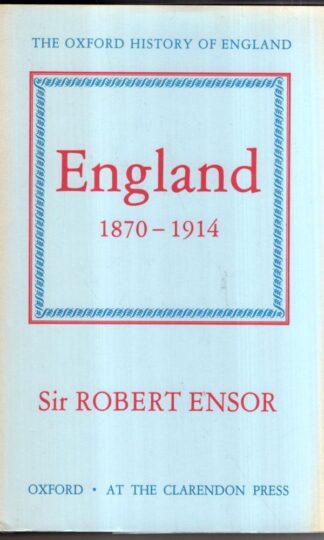 THE OXFORD HISTORY OF ENGLAND
England
1870–1914
Sir ROBERT ENSOR
OXFORD · AT THE CLARENDON PRESS